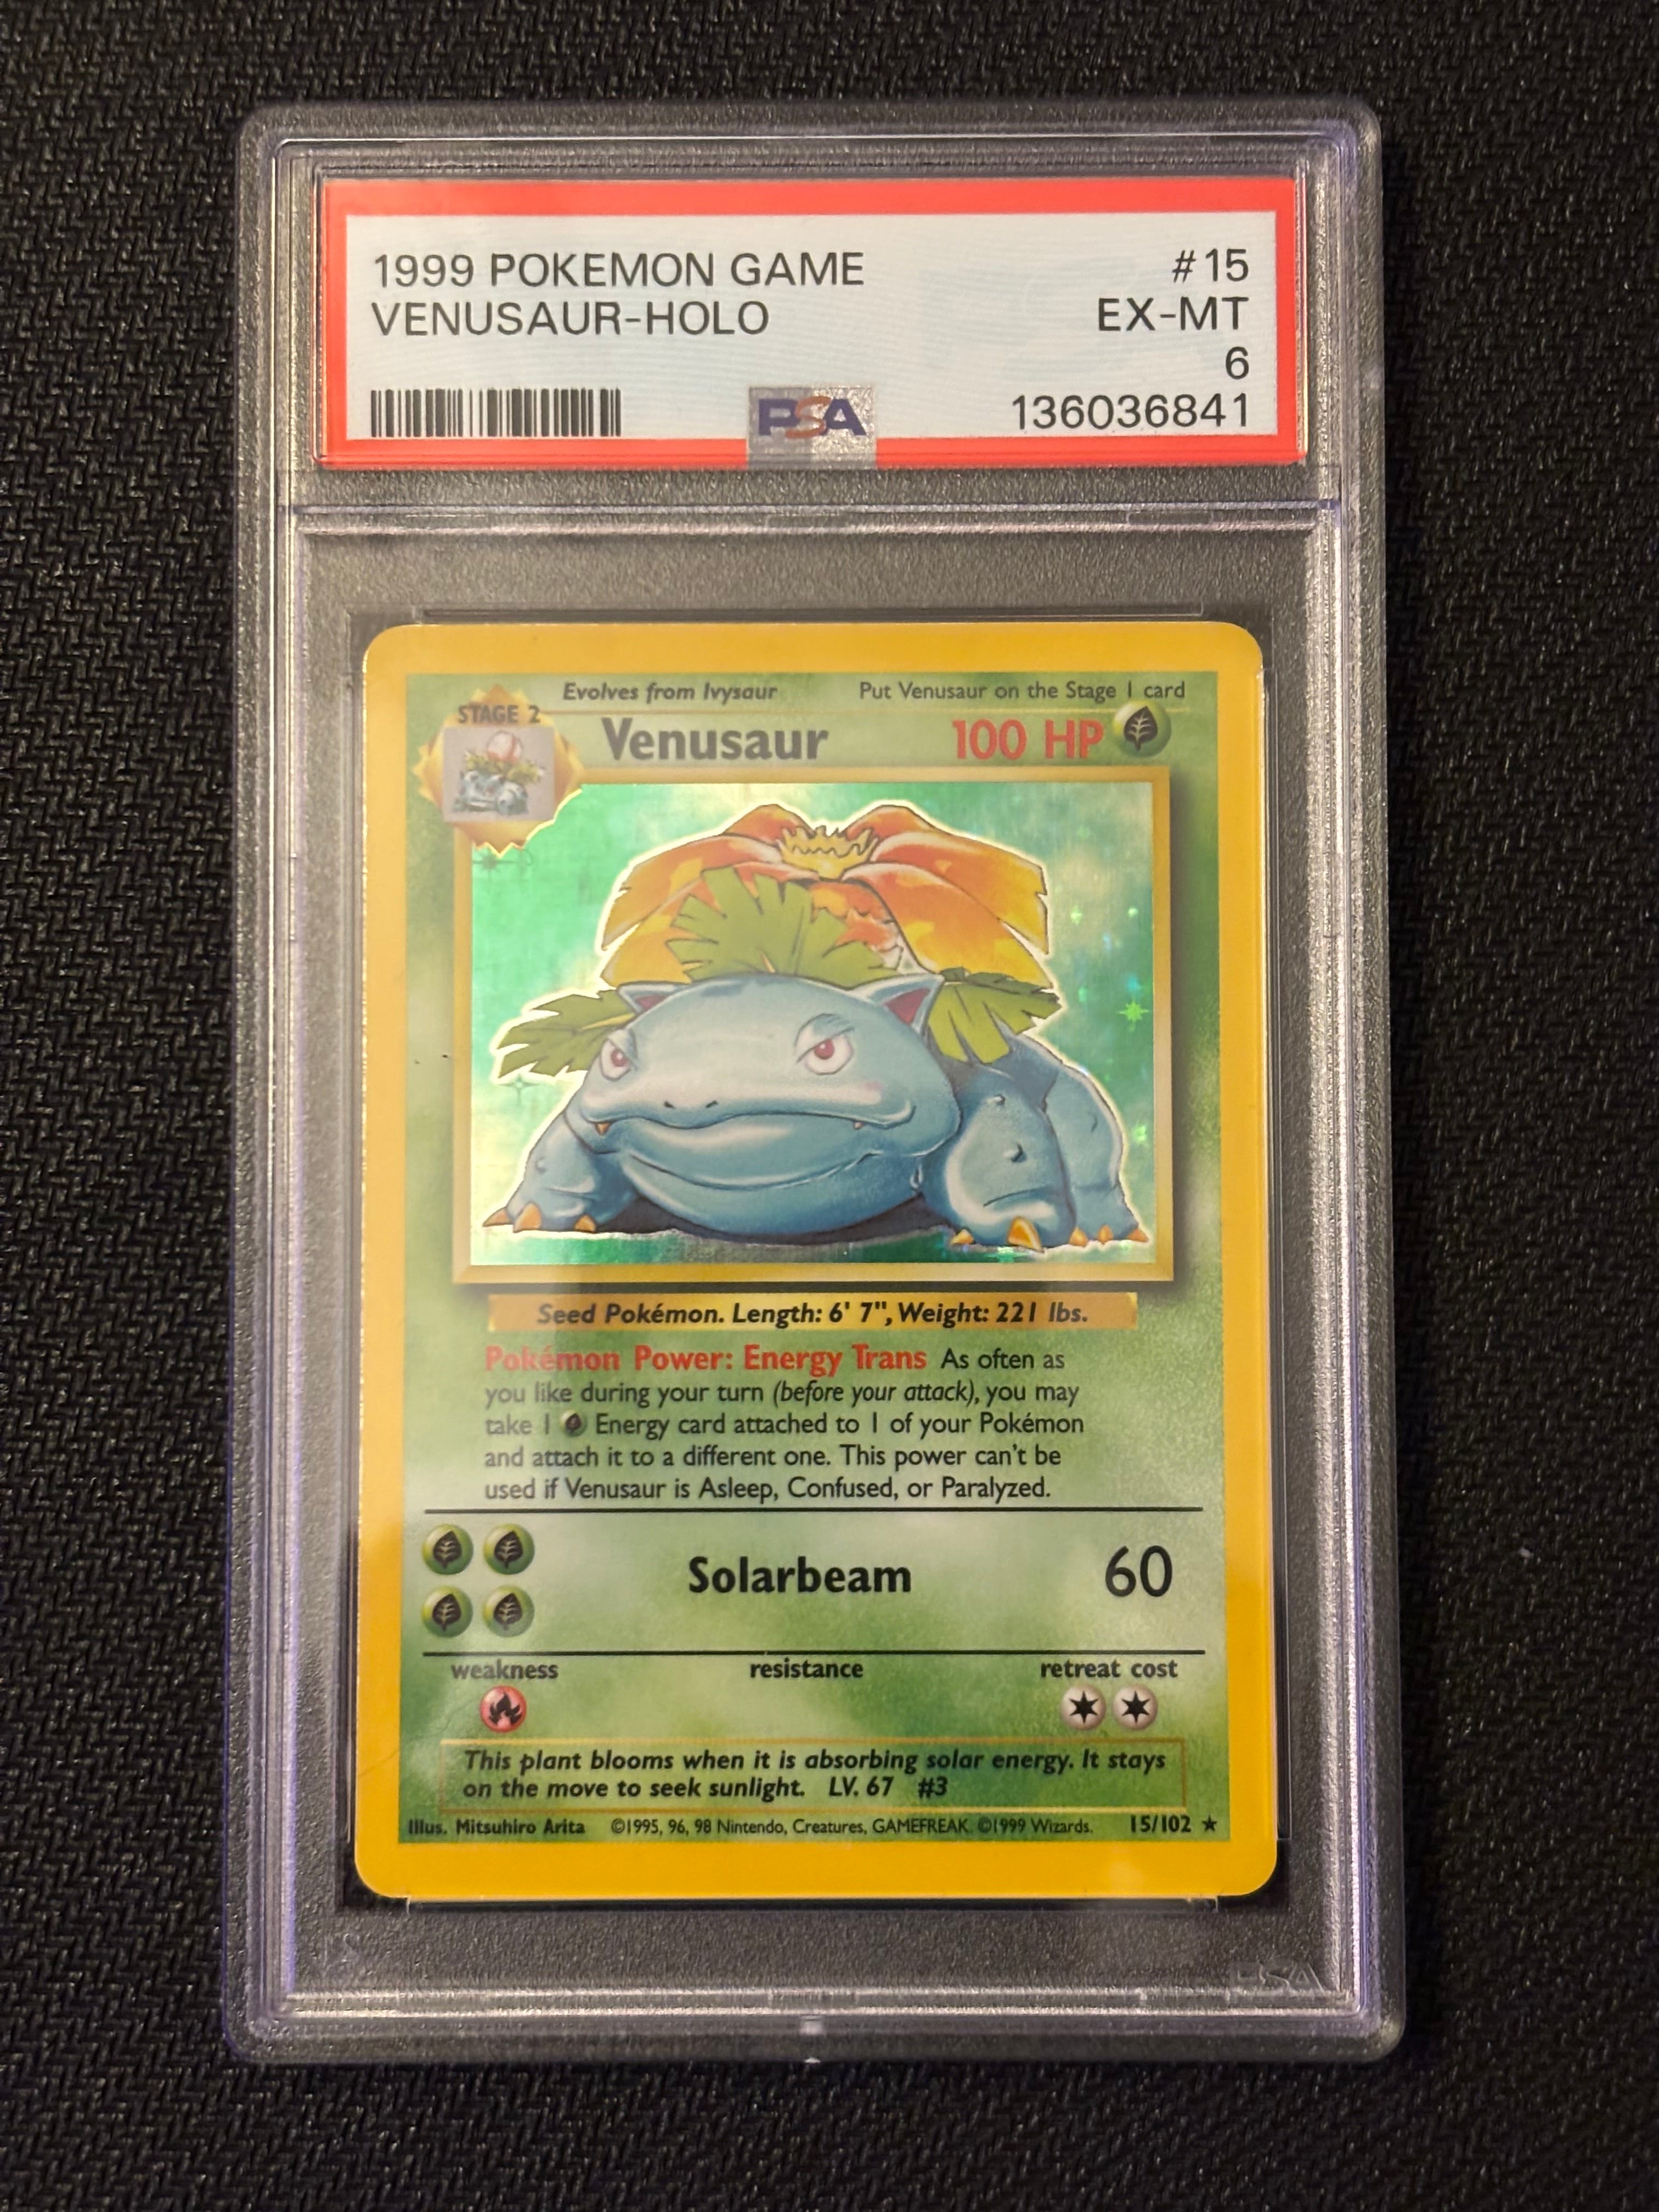 1999 POKEMON GAME #15
VENUSAUR-HOLO EX-MT
6
PSA 136036841
Evolves from Ivysaur Put Venusaur on the Stage 1 card
STAGE 2
Venusaur 100 HP
Seed Pokémon. Length: 6' 7", Weight: 221 lbs.
Pokémon Power: Energy Trans As often as
you like during your turn (before your attack), you may
take 1 Energy card attached to 1 of your Pokémon
and attach it to a different one. This power can't be
used if Venusaur is Asleep, Confused, or Paralyzed.
Solarbeam 60
weakness resistance retreat cost
This plant blooms when it is absorbing solar energy. It stays
on the move to seek sunlight. LV. 67 #3
Illus. Mitsuhiro Arita ©1995, 96, 98 Nintendo, Creatures, GAMEFREAK. ©1999 Wizards. 15/102 ★
PSA